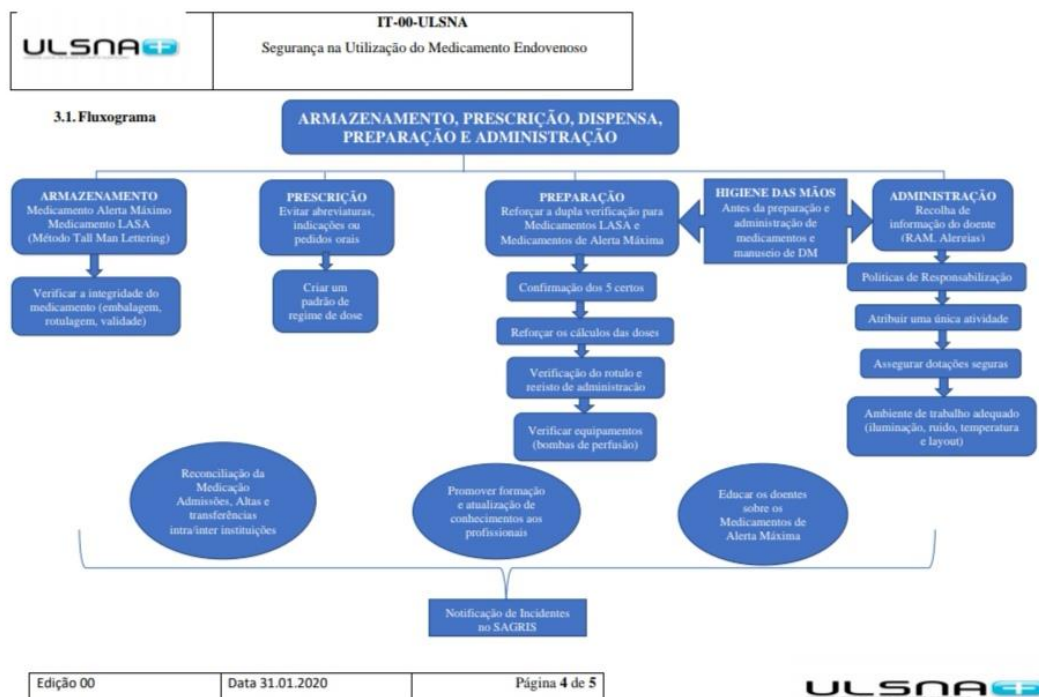 ULSNA
IT-00-ULSNA
Segurança na Utilização do Medicamento Endovenoso
3.1. Fluxograma
ARMAZENAMENTO, PRESCRIÇÃO, DISPENSA,
PREPARAÇÃO E ADMINISTRAÇÃO
ARMAZENAMENTO
Medicamento Alerta Máximo
Medicamento LASA
(Método Tall Man Lettering)
Verificar a integridade do
medicamento (embalagem,
rotulagem, validade)
PRESCRIÇÃO
Evitar abreviaturas,
indicações ou
pedidos orais
Criar um
padrão de
regime de dose
PREPARAÇÃO
Reforçar a dupla verificação para
Medicamentos LASA e
Medicamentos de Alerta Máxima
Confirmação dos 5 certos
Reforçar os cálculos das doses
Verificação do rotulo e
registo de administração
Verificar equipamentos
(bombas de perfusão)
HIGIENE DAS MÃOS
Antes da preparação e
administração de
medicamentos e
manuseio de DM
ADMINISTRAÇÃO
Recolha de
informação do doente
(RAM, Alergias)
Politicas de Responsabilização
Atribuir uma única atividade
Assegurar dotações seguras
Ambiente de trabalho adequado
(iluminação, ruido, temperatura
e layout)
Reconciliação da
Medicação
Admissões, Altas e
transferências
intra/inter instituições
Promover formação
e atualização de
conhecimentos aos
profissionais
Educar os doentes
sobre os
Medicamentos de
Alerta Máxima
Notificação de Incidentes
no SAGRIS
Edição 00
Data 31.01.2020
Página 4 de 5
ULSNA